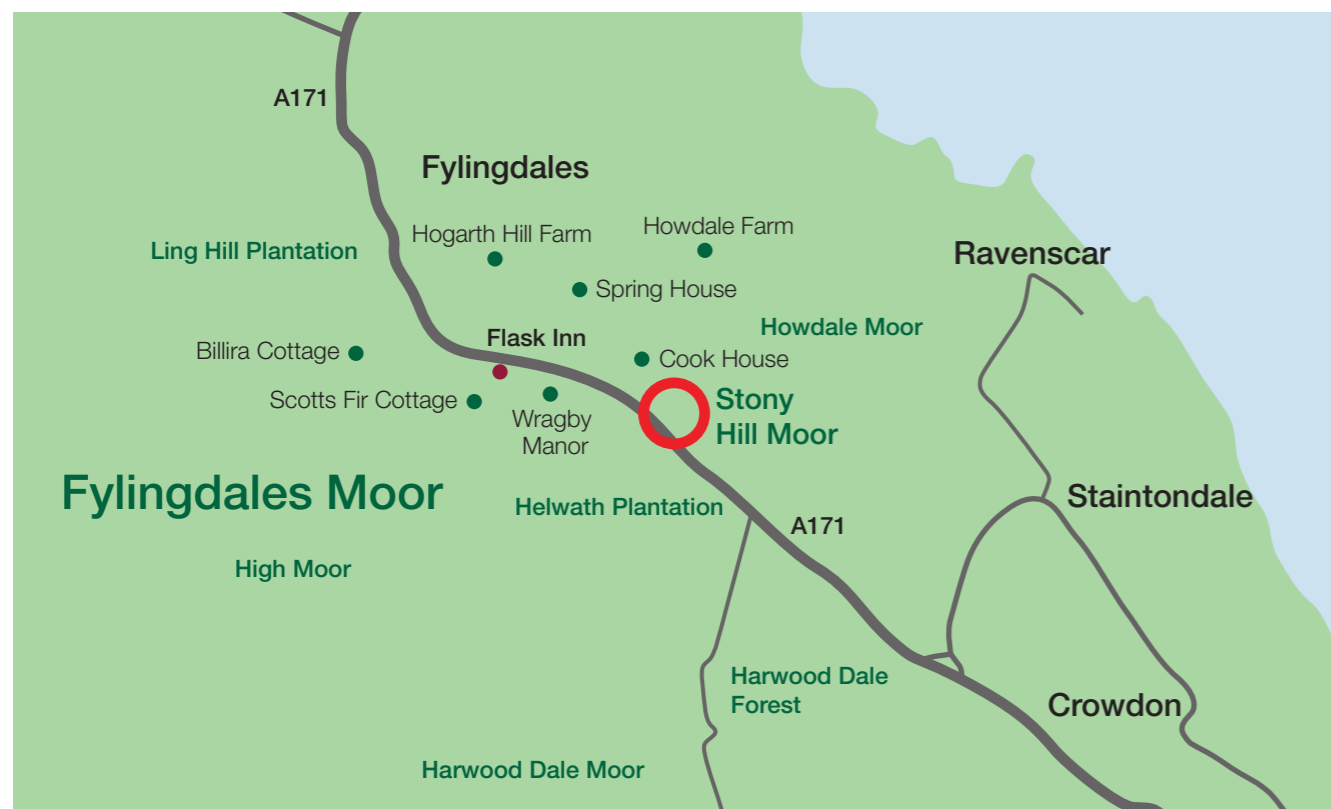 A171
Fylingdales
Howdale Farm
Hogarth Hill Farm
Ling Hill Plantation
Ravenscar
Spring House
Howdale Moor
Flask Inn
Billira Cottage
Cook House
Scotts Fir Cottage
Stony
Hill Moor
Wragby
Manor
Fylingdales Moor
Staintondale
Helwath Plantation
A171
High Moor
Harwood Dale
Forest
Crowdon
Harwood Dale Moor